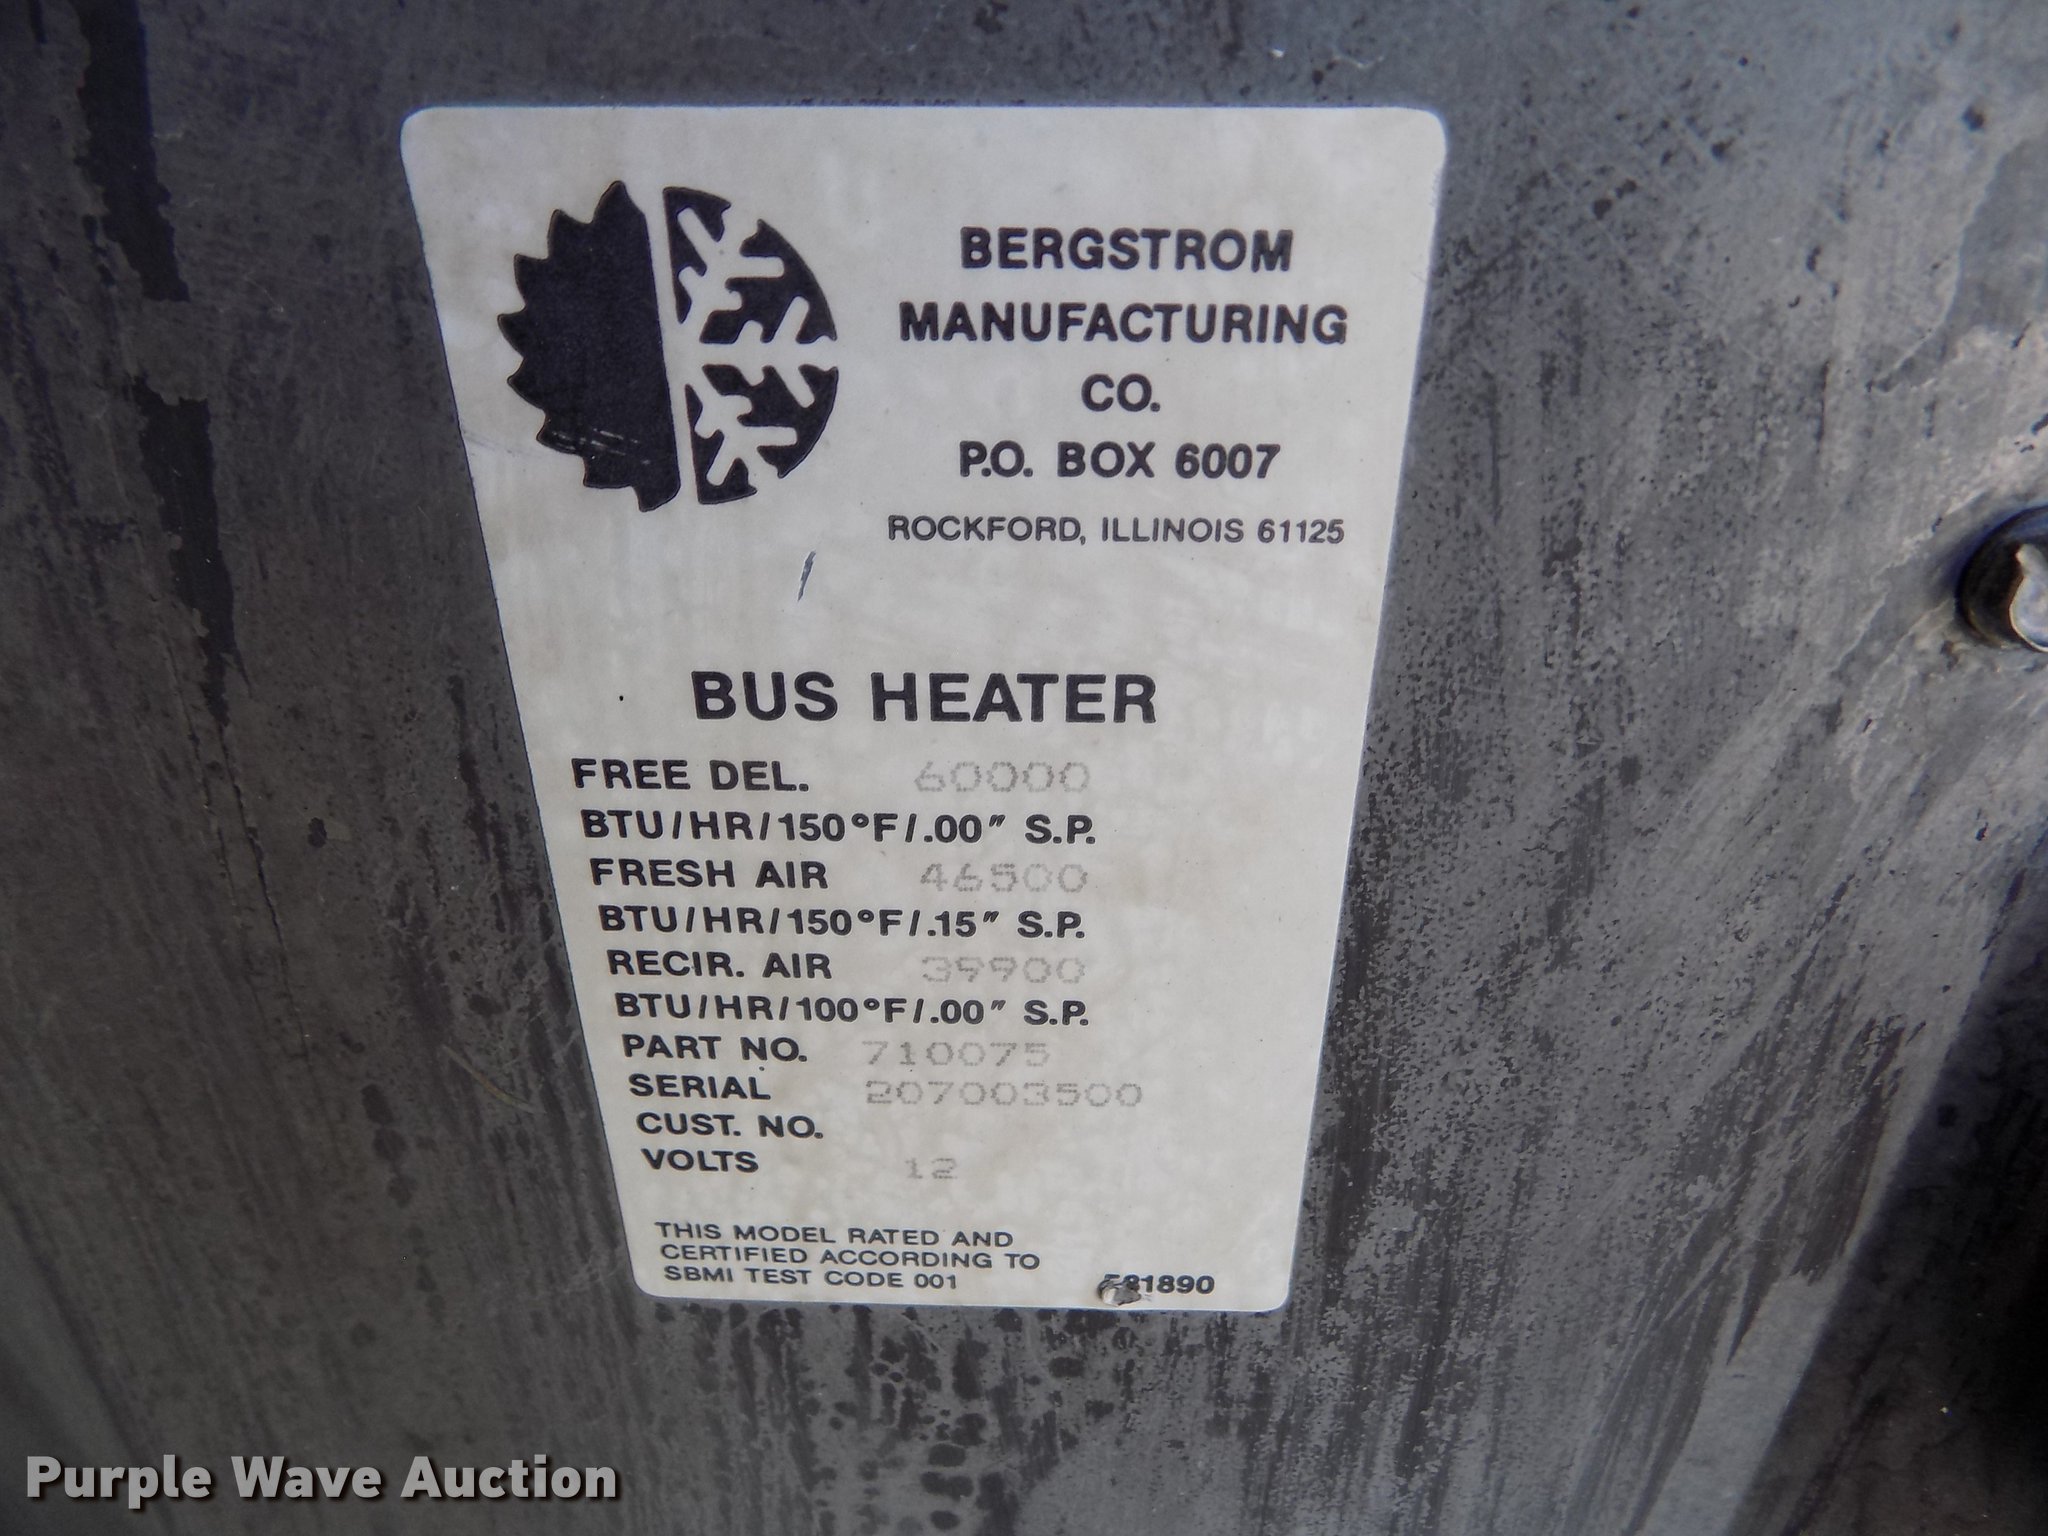 BERGSTROM
MANUFACTURING
CO.
P.O. BOX 6007
ROCKFORD, ILLINOIS 61125
BUS HEATER
FREE DEL. 60000
BTU/HR/150°F/.00" S.P.
FRESH AIR 46500
BTU/HR/150°F/.15" S.P.
RECIR. AIR 39900
BTU/HR/100°F/.00" S.P.
PART NO. 710075
SERIAL 207003500
CUST. NO.
VOLTS 12
THIS MODEL RATED AND
CERTIFIED ACCORDING TO
SBMI TEST CODE 001
Purple Wave Auction